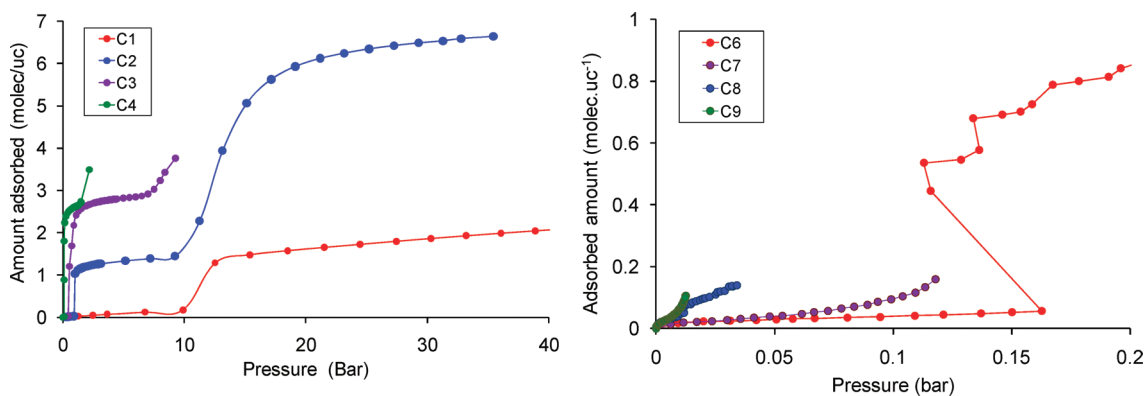 Amount adsorbed (molec/uc)
7
6
5
4
3
2
1
0
C1
C2
C3
C4
0
10
20
30
40
Pressure (Bar)
Adsorbed amount (molec.uc⁻¹)
1
0.8
0.6
0.4
0.2
0
C6
C7
C8
C9
0
0.05
0.1
0.15
0.2
Pressure (bar)